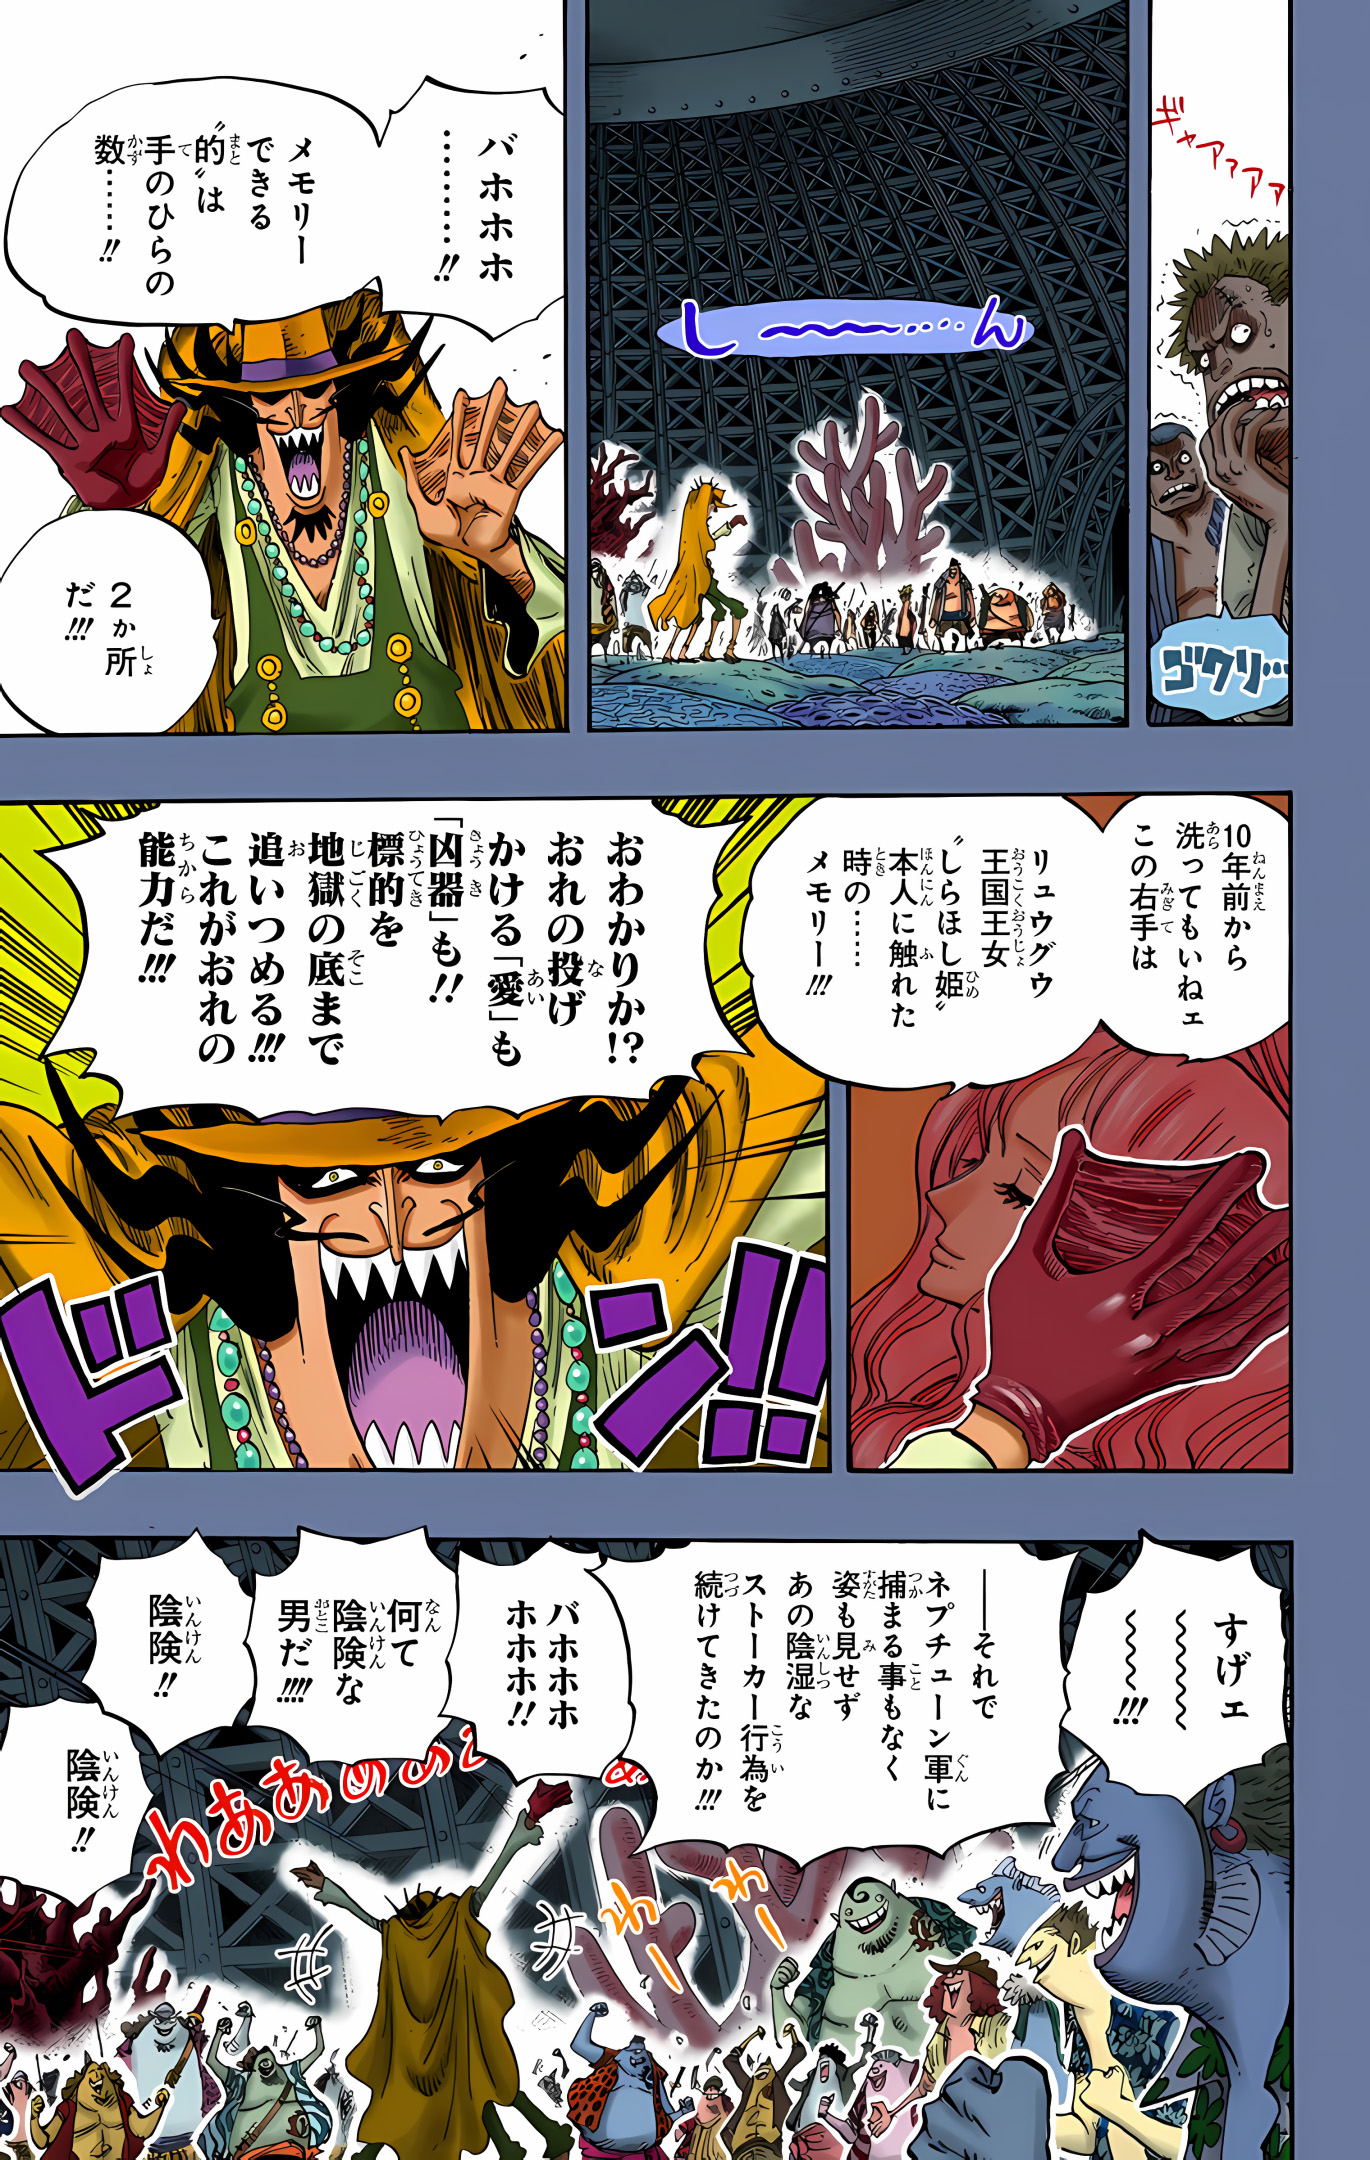 ギャアアァァァ
ゴクリ…
しーー……ん
バホホホ
…………!!
メモリー
できる
〝的〟は
手のひらの
数……!!
2か所
だ!!!
10年前から
洗ってもいねェ
この右手は
リュウグウ
王国王女
〝しらほし姫〟
本人に触れた
時の……
メモリー!!!
おわかりか!?
おれの投げ
かける「愛」も
「凶器」も!!
標的を
地獄の底まで
追いつめる!!!
これがおれの
能力だ!!!
ドン!!
すげェ
〜〜〜〜
〜〜〜!!!
――それで
ネプチューン軍に
捕まる事もなく
姿も見せず
あの陰湿な
ストーカー行為を
続けてきたのか!!!
バホホホ
ホホホ!!
何て
陰険な
男だ!!!!
陰険!!
陰険!!
わああああ
わー
わー